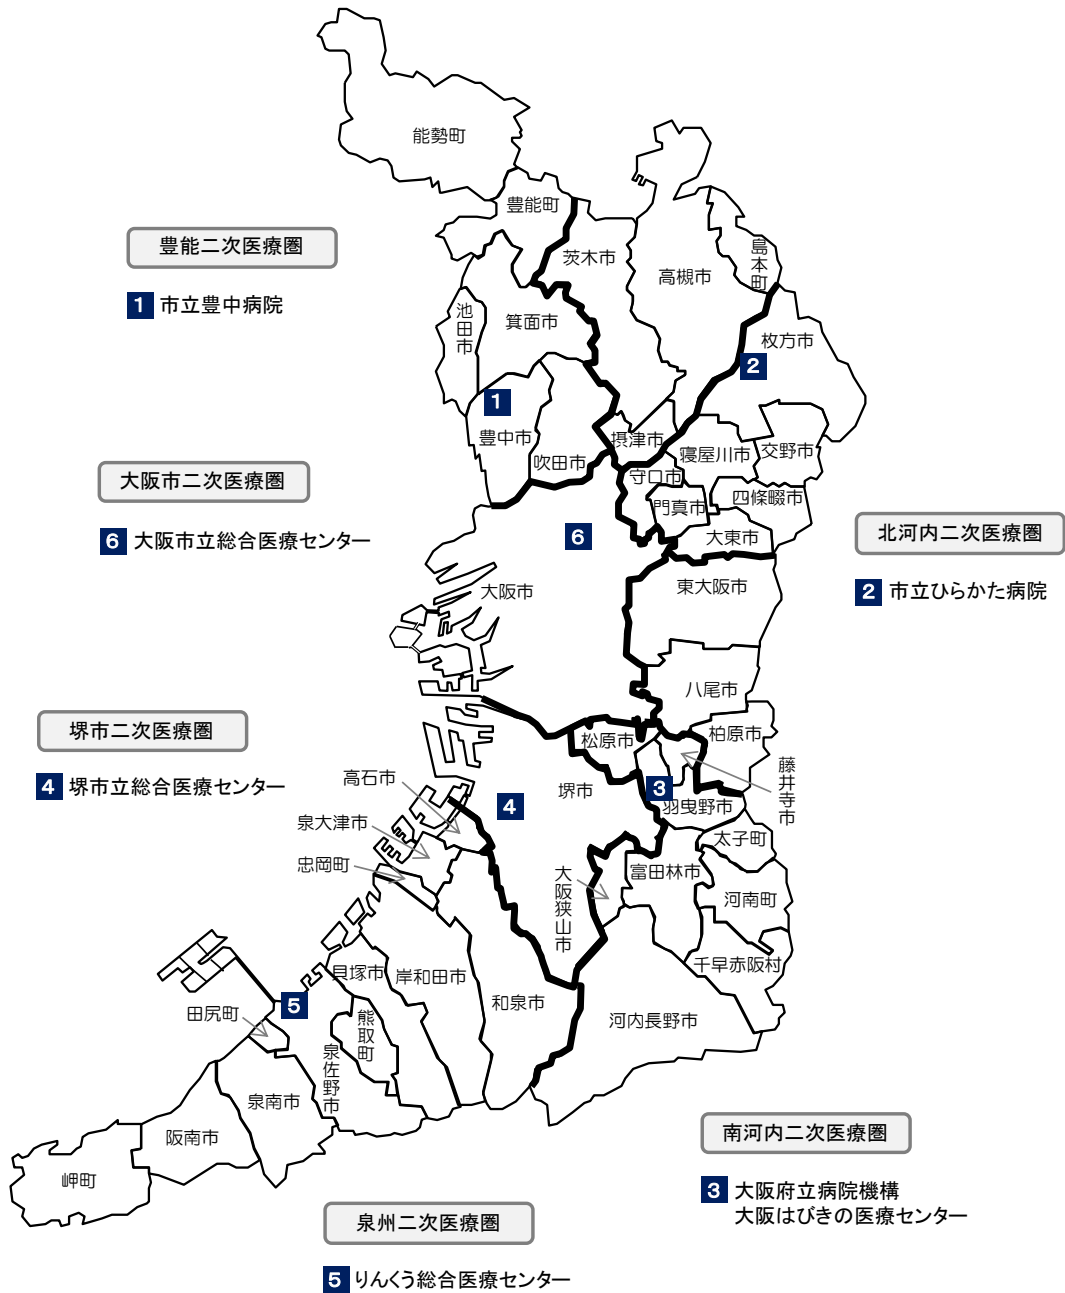 能勢町
豊能町
茨木市
高槻市
島本町
豊能二次医療圏
1 市立豊中病院
池田市
箕面市
枚方市
2
1
豊中市
吹田市
摂津市
守口市
寝屋川市
交野市
門真市
四條畷市
大東市
大阪市二次医療圏
6 大阪市立総合医療センター
6
北河内二次医療圏
2 市立ひらかた病院
大阪市
東大阪市
八尾市
堺市二次医療圏
4 堺市立総合医療センター
松原市
柏原市
藤井寺市
高石市
堺市
4
3
羽曳野市
泉大津市
忠岡町
太子町
大阪狭山市
富田林市
河南町
千早赤阪村
貝塚市
岸和田市
和泉市
河内長野市
5
田尻町
熊取町
泉佐野市
泉南市
阪南市
岬町
南河内二次医療圏
3 大阪府立病院機構
大阪はびきの医療センター
泉州二次医療圏
5 りんくう総合医療センター